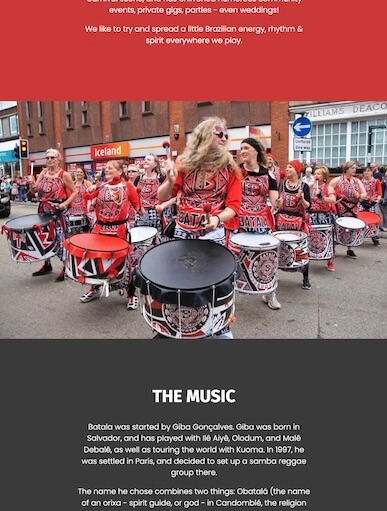 events, private gigs, parties - even weddings!
We like to try and spread a little Brazilian energy, rhythm &
spirit everywhere we play.
Iceland
WILLIAMS DEACO
BATALA
BATAL
THE MUSIC
Batala was started by Giba Gonçalves. Giba was born in
Salvador, and has played with Ilê Aiyê, Olodum, and Malê
Debalê, as well as touring the world with Kuoma. In 1997, he
was settled in Paris, and decided to set up a samba reggae
group there.
The name he chose combines two things: Obatalá (the name
of an orixa - spirit guide, or god - in Candomblé, the religion